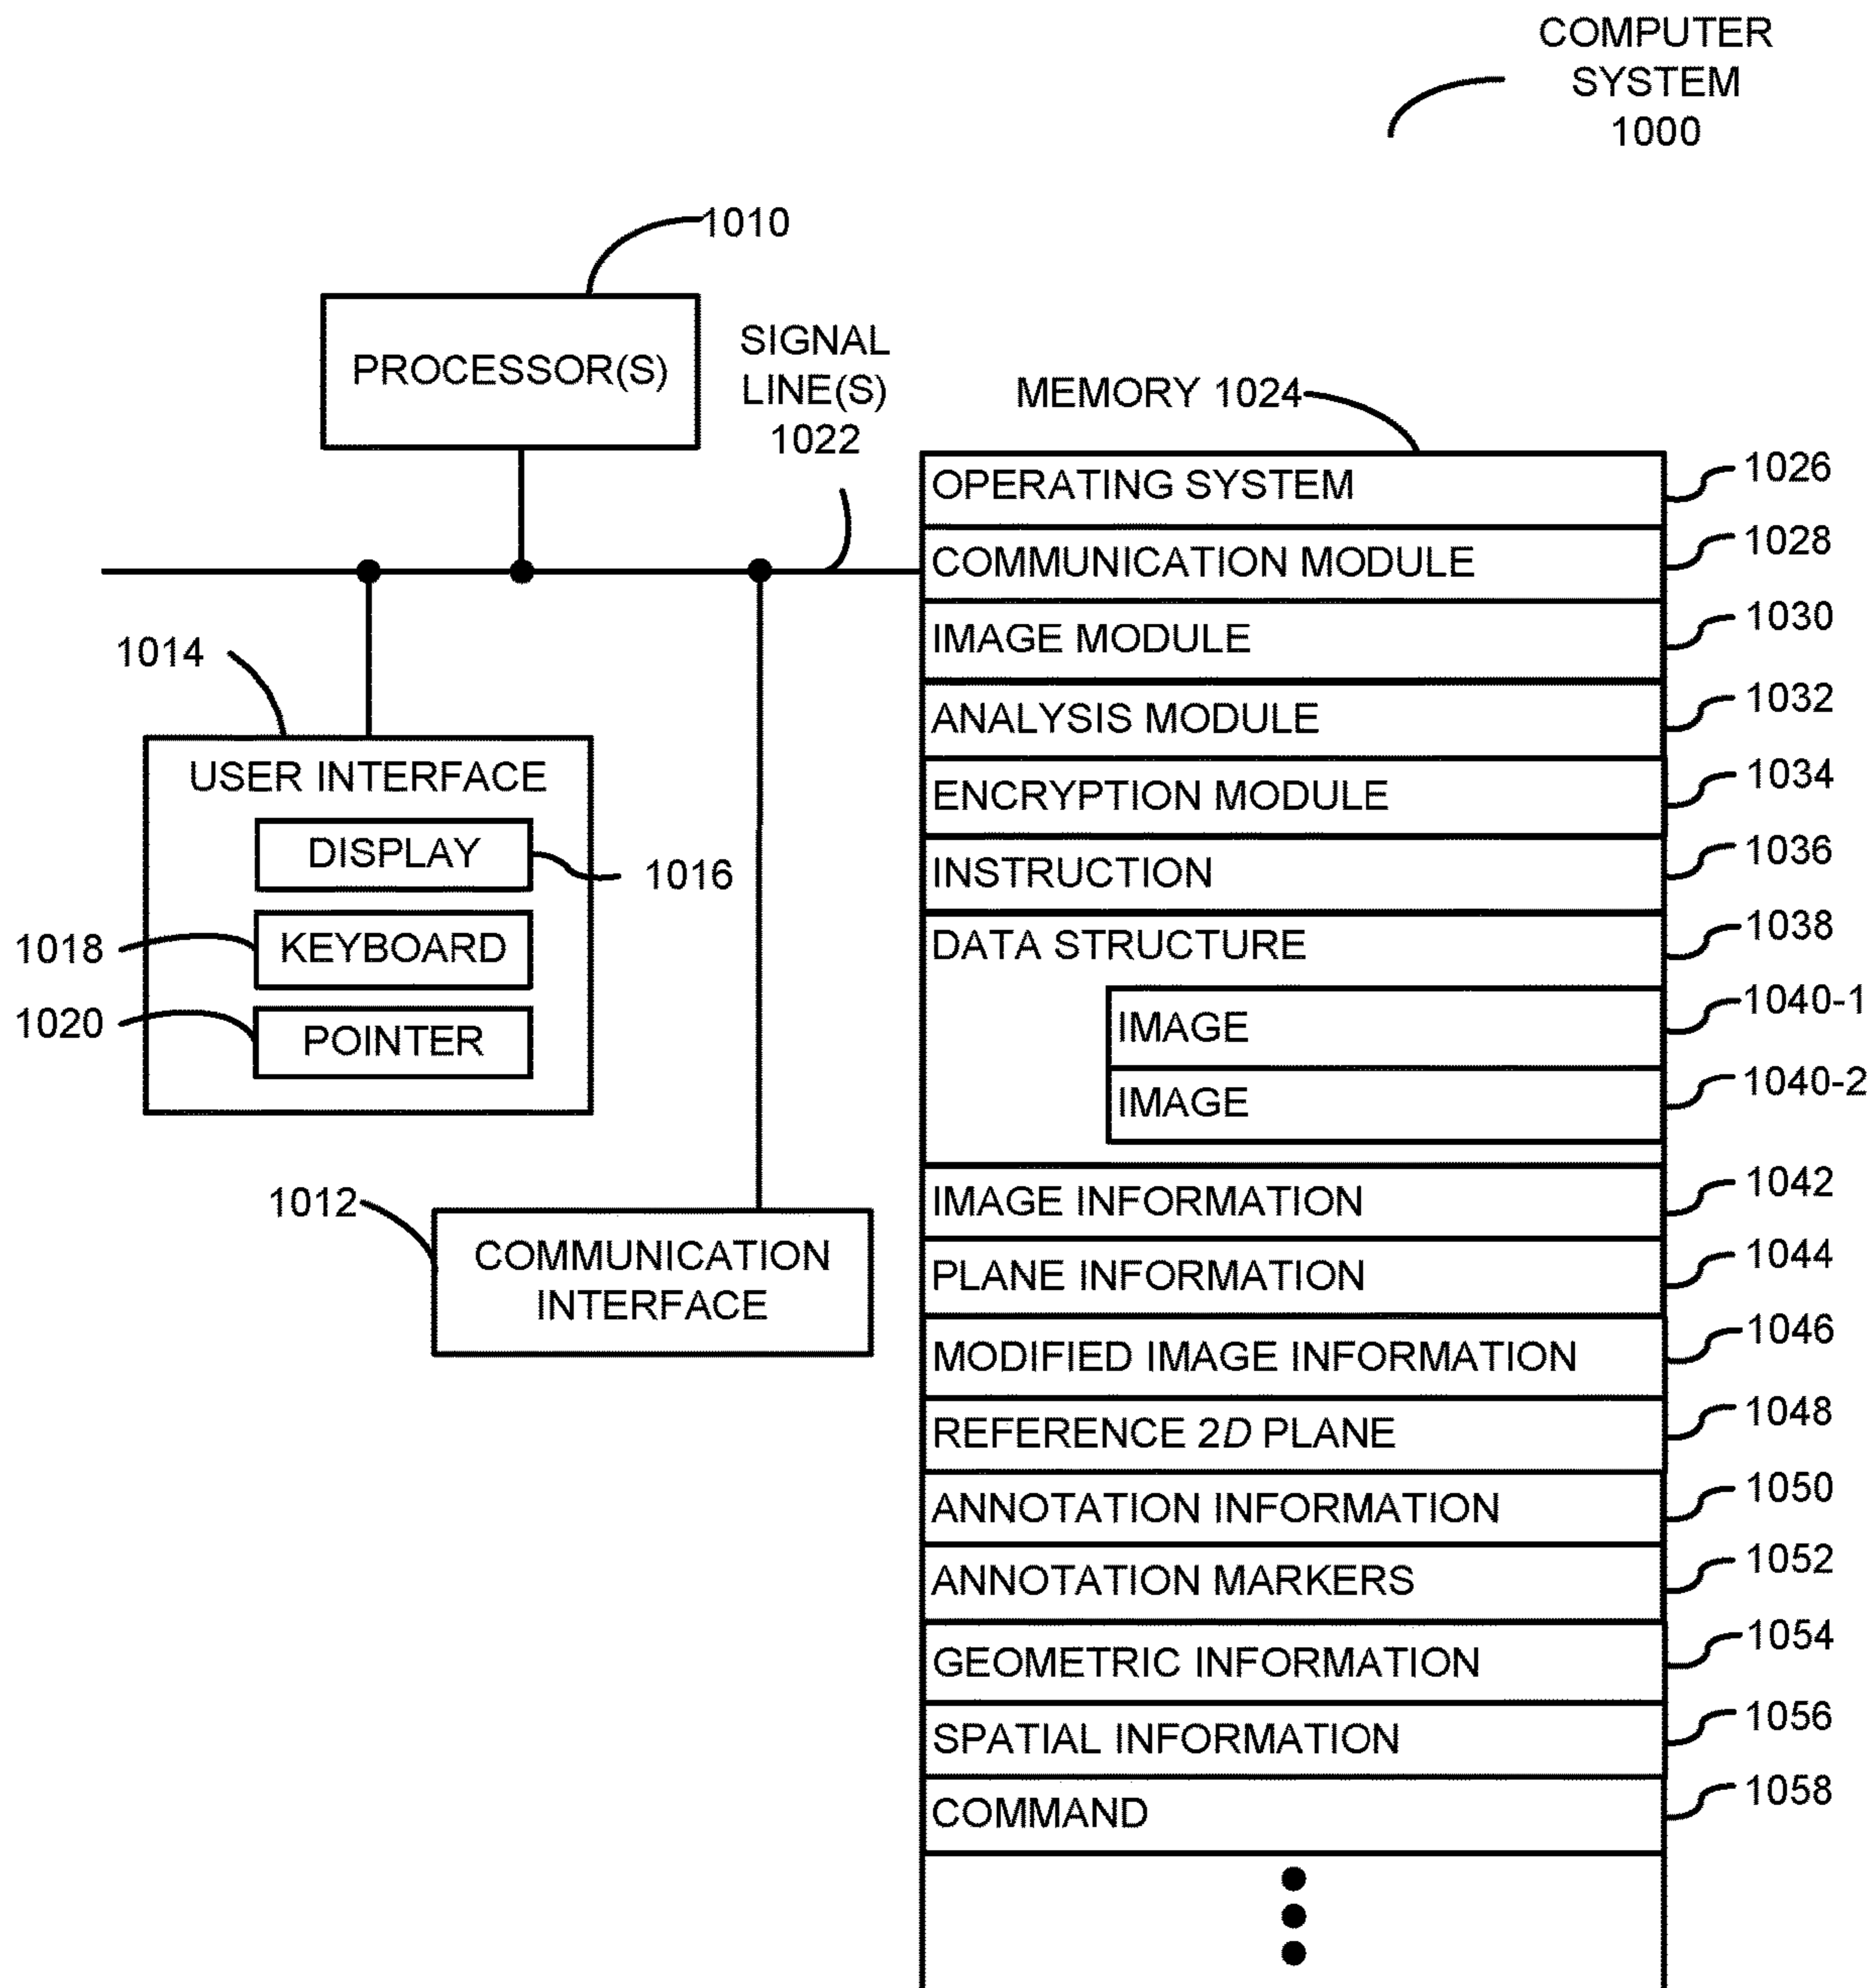 COMPUTER
SYSTEM
1000
1010
PROCESSOR(S)
SIGNAL
LINE(S)
1022
MEMORY 1024
OPERATING SYSTEM
1026
COMMUNICATION MODULE
1028
IMAGE MODULE
1030
ANALYSIS MODULE
1032
ENCRYPTION MODULE
1034
INSTRUCTION
1036
DATA STRUCTURE
1038
IMAGE
1040-1
IMAGE
1040-2
IMAGE INFORMATION
1042
PLANE INFORMATION
1044
MODIFIED IMAGE INFORMATION
1046
REFERENCE 2D PLANE
1048
ANNOTATION INFORMATION
1050
ANNOTATION MARKERS
1052
GEOMETRIC INFORMATION
1054
SPATIAL INFORMATION
1056
COMMAND
1058
1014
USER INTERFACE
DISPLAY
1016
1018
KEYBOARD
1020
POINTER
1012
COMMUNICATION
INTERFACE